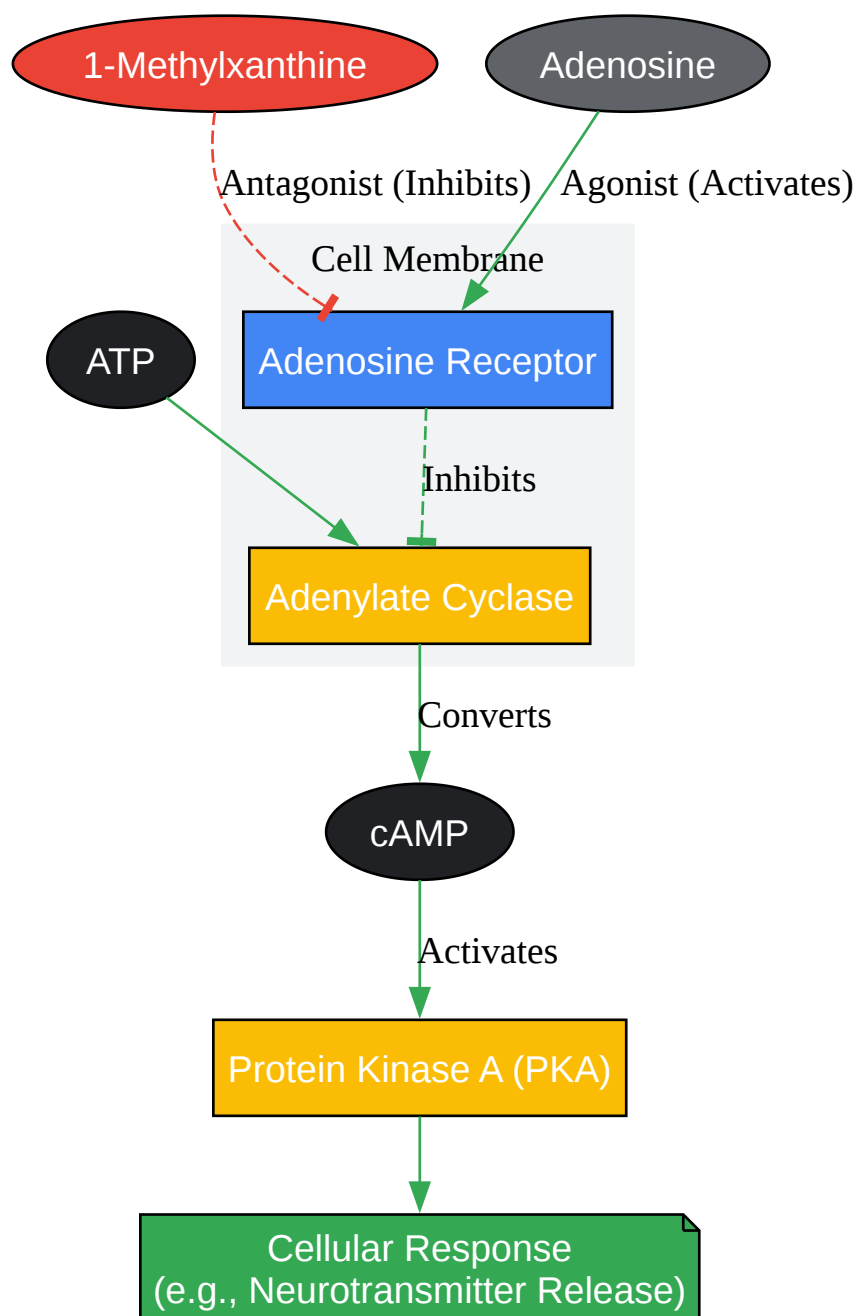 1-Methylxanthine
Adenosine
Antagonist (Inhibits)
Agonist (Activates)
Cell Membrane
ATP
Adenosine Receptor
Inhibits
Adenylate Cyclase
Converts
cAMP
Activates
Protein Kinase A (PKA)
Cellular Response
(e.g., Neurotransmitter Release)